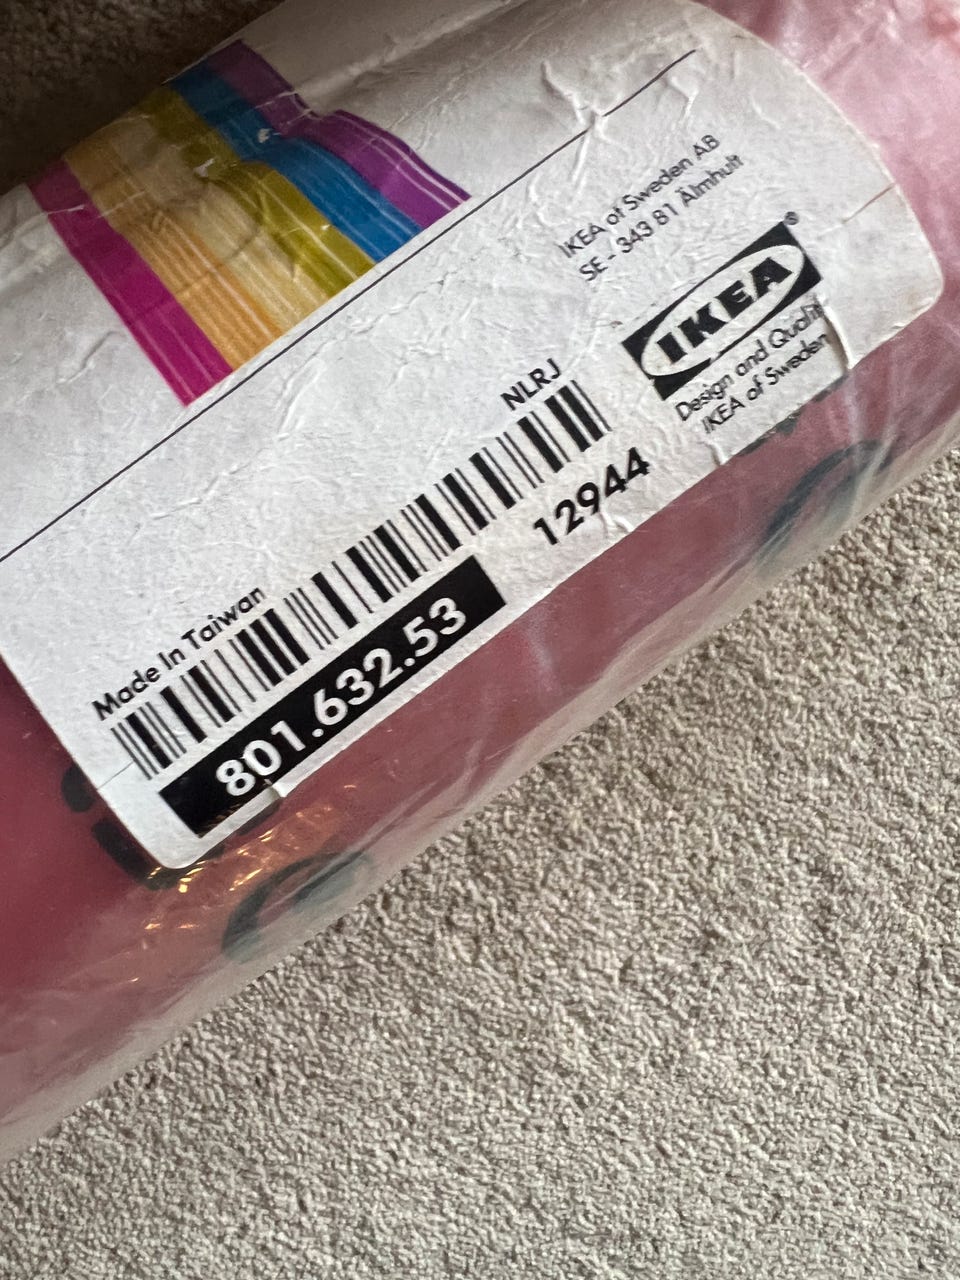 IKEA of Sweden AB
SE - 343 81 Älmhult
IKEA®
Design and Quality
IKEA of Sweden
NLRJ
12944
Made In Taiwan
801.632.53